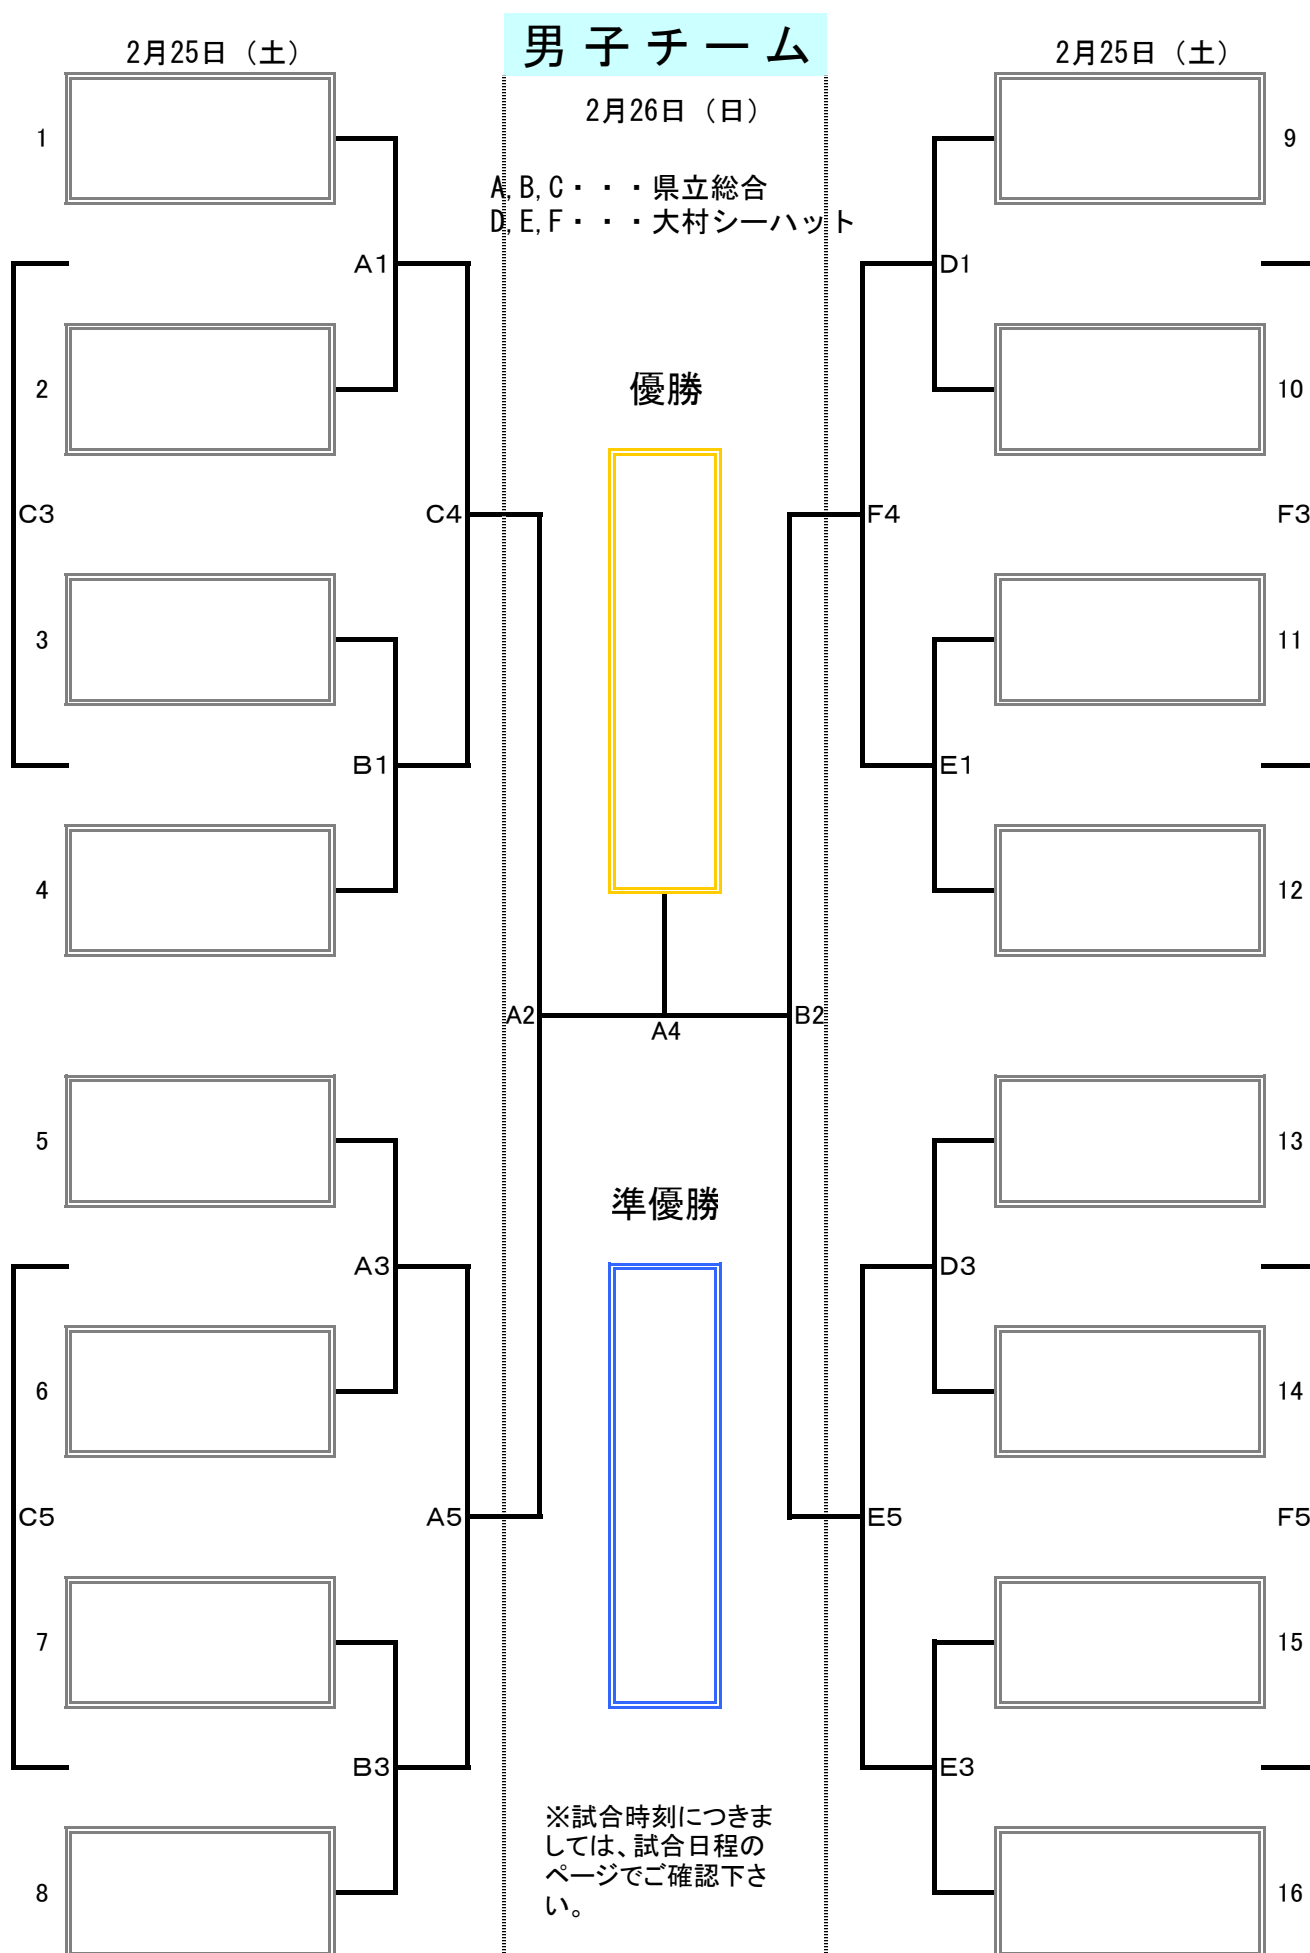 男子チーム
2月25日（土）
2月25日（土）
2月26日（日）
A,B,C・・・県立総合
D,E,F・・・大村シーハット
1
9
A1
D1
2
優勝
10
C3
C4
F4
F3
3
11
B1
E1
4
12
A2
A4
B2
5
13
準優勝
A3
D3
6
14
C5
A5
E5
F5
7
15
B3
E3
※試合時刻につきま
しては、試合日程の
ページでご確認下さ
い。
8
16